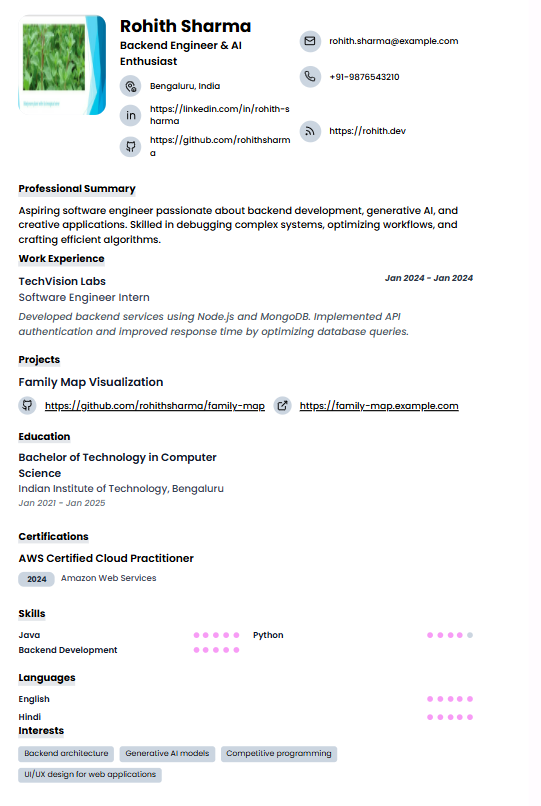 Rohith Sharma
Backend Engineer & AI
Enthusiast
Bengaluru, India
https://linkedin.com/in/rohith-s
harma
https://github.com/rohithsharm
a
rohith.sharma@example.com
+91-9876543210
https://rohith.dev
Professional Summary
Aspiring software engineer passionate about backend development, generative AI, and
creative applications. Skilled in debugging complex systems, optimizing workflows, and
crafting efficient algorithms.
Work Experience
TechVision Labs
Jan 2024 - Jan 2024
Software Engineer Intern
Developed backend services using Node.js and MongoDB. Implemented API
authentication and improved response time by optimizing database queries.
Projects
Family Map Visualization
https://github.com/rohithsharma/family-map
https://family-map.example.com
Education
Bachelor of Technology in Computer
Science
Indian Institute of Technology, Bengaluru
Jan 2021 - Jan 2025
Certifications
AWS Certified Cloud Practitioner
2024 Amazon Web Services
Skills
Java
Python
Backend Development
Languages
English
Hindi
Interests
Backend architecture
Generative AI models
Competitive programming
UI/UX design for web applications